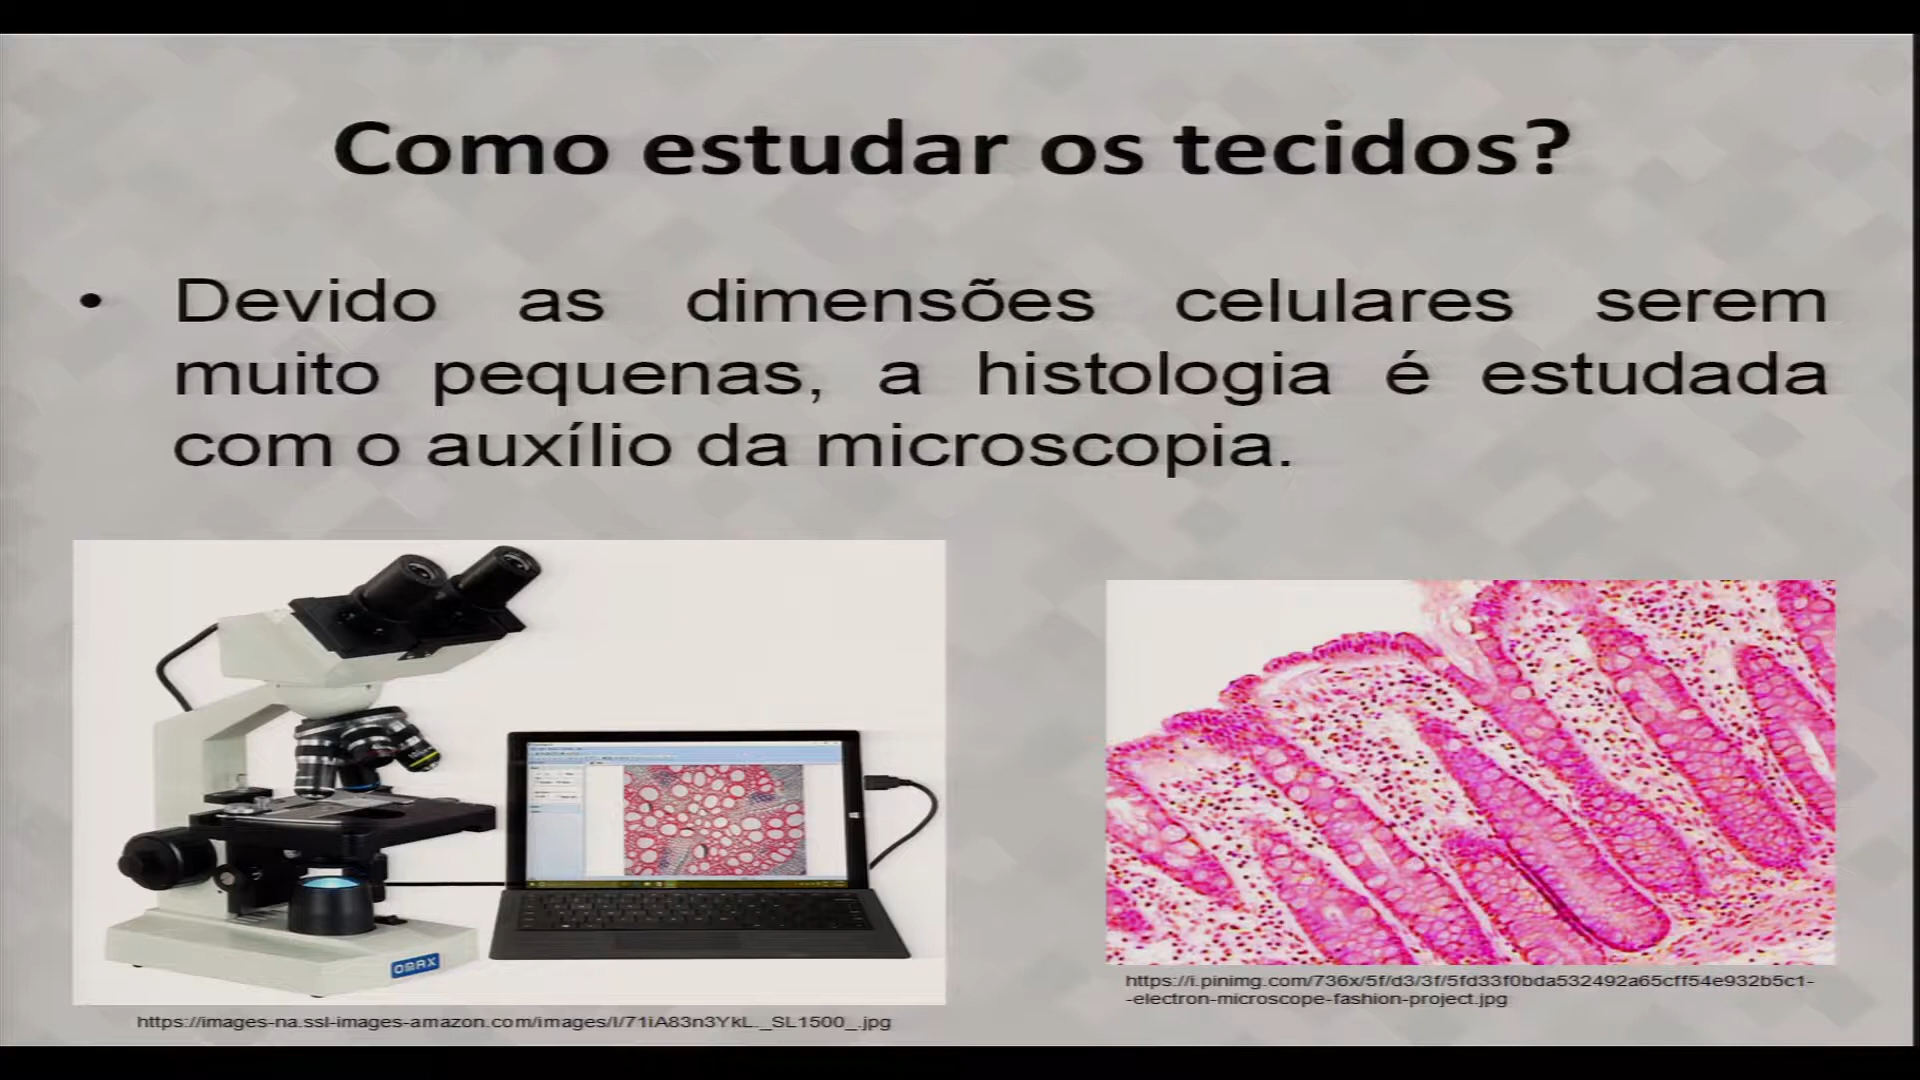 Como estudar os tecidos?
• Devido as dimensões celulares serem
muito pequenas, a histologia é estudada
com o auxílio da microscopia.
OMAX
https://i.pinimg.com/736x/5f/d3/3f/5fd33f0bda532492a65cff54e932b5c1-
-electron-microscope-fashion-project.jpg
https://images-na.ssl-images-amazon.com/images/I/71iA83n3YkL._SL1500_.jpg